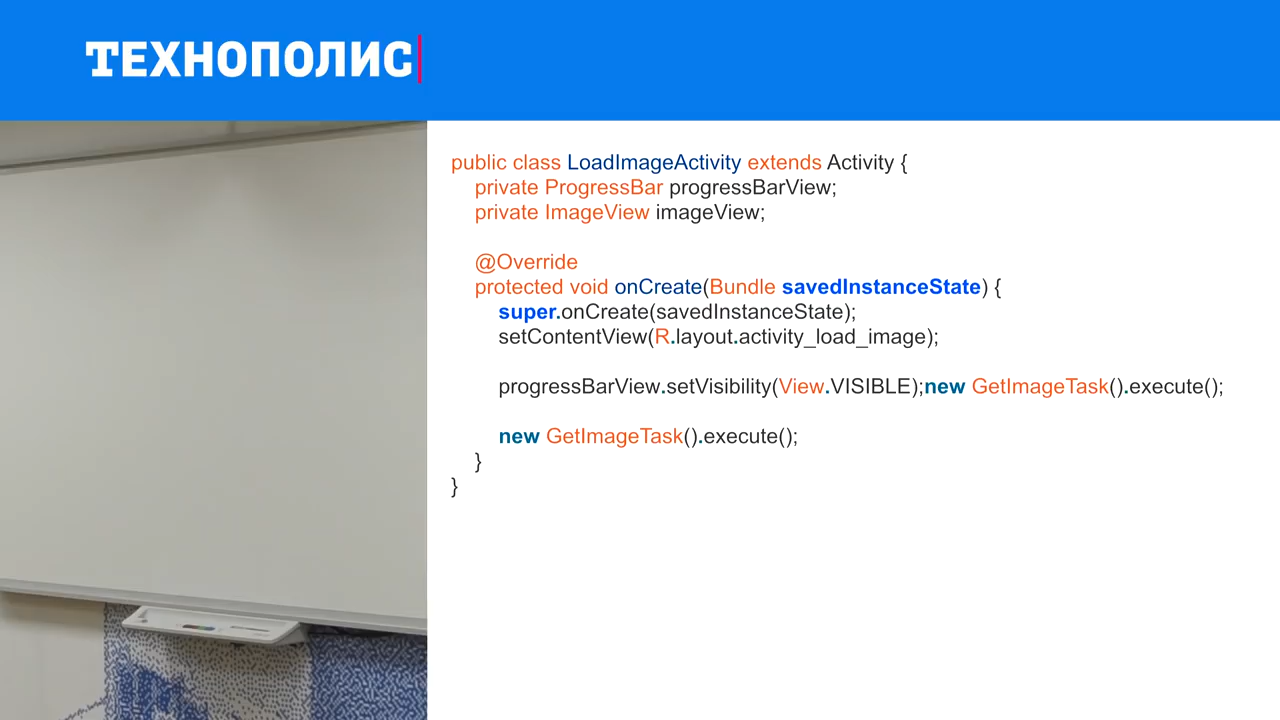 ТЕХНОПОЛИС
public class LoadImageActivity extends Activity {
private ProgressBar progressBarView;
private ImageView imageView;
@Override
protected void onCreate(Bundle savedInstanceState) {
super.onCreate(savedInstanceState);
setContentView(R.layout.activity_load_image);
progressBarView.setVisibility(View.VISIBLE);new GetImageTask().execute();
new GetImageTask().execute();
}
}